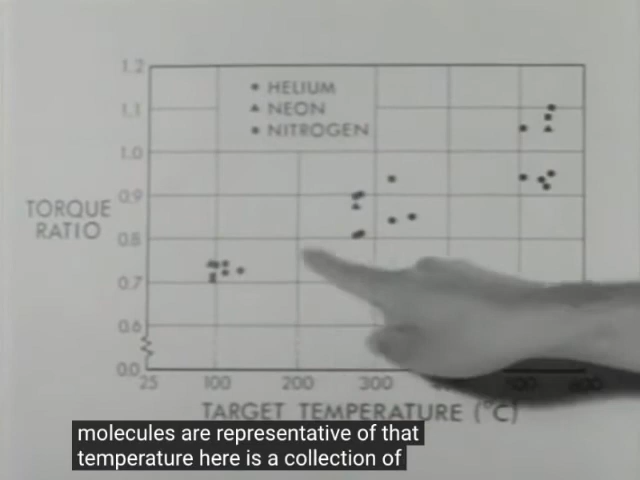 1.2
1.1
1.0
0.9
0.8
0.7
0.6
0.0
• HELIUM
▲ NEON
■ NITROGEN
TORQUE
RATIO
25 100 200 300 500 600
TARGET TEMPERATURE (°C)
molecules are representative of that
temperature here is a collection of